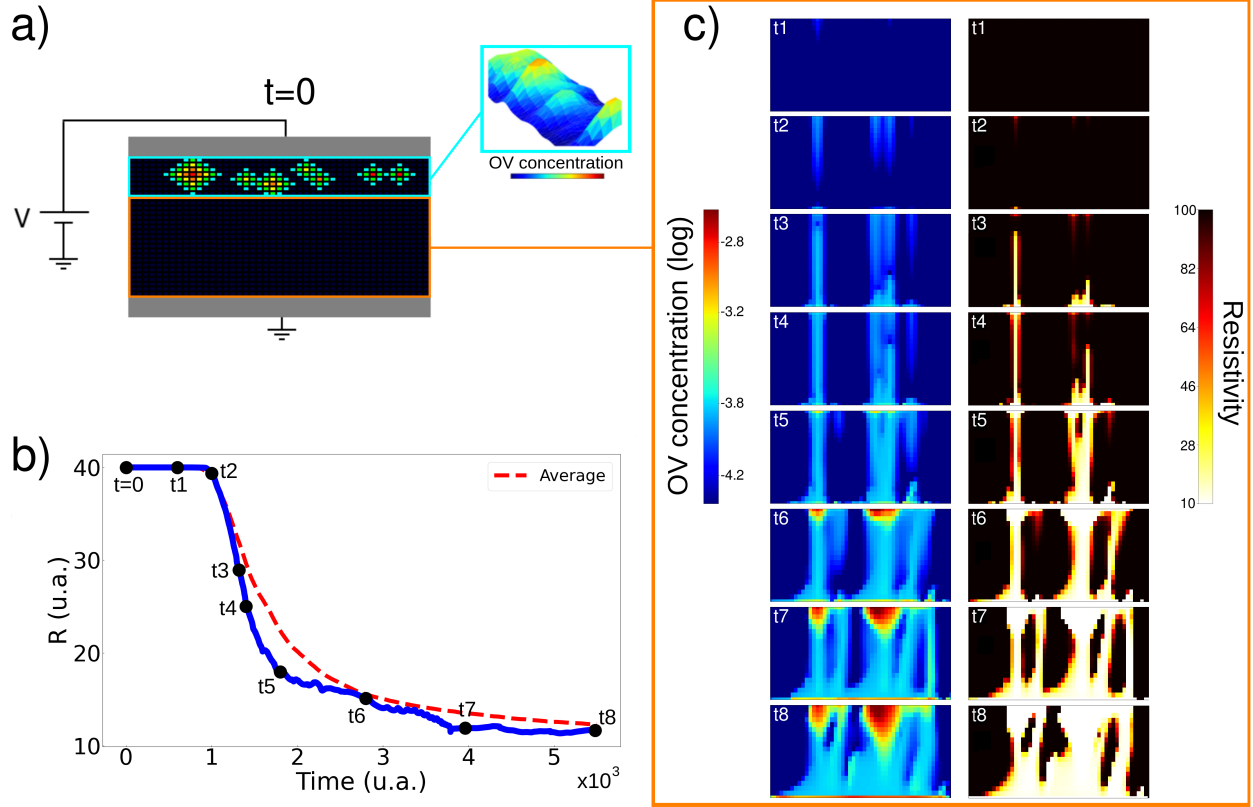 a)
t=0
V
OV concentration
b)
R (u.a.)
40
30
20
10
t=0
t1
t2
t3
t4
t5
t6
t7
t8
Average
0
1
2
3
4
5
x10³
Time (u.a.)
c)
OV concentration (log)
-2.8
-3.2
-3.8
-4.2
t1
t1
t2
t2
t3
t3
t4
t4
t5
t5
t6
t6
t7
t7
t8
t8
100
82
64
46
28
10
Resistivity